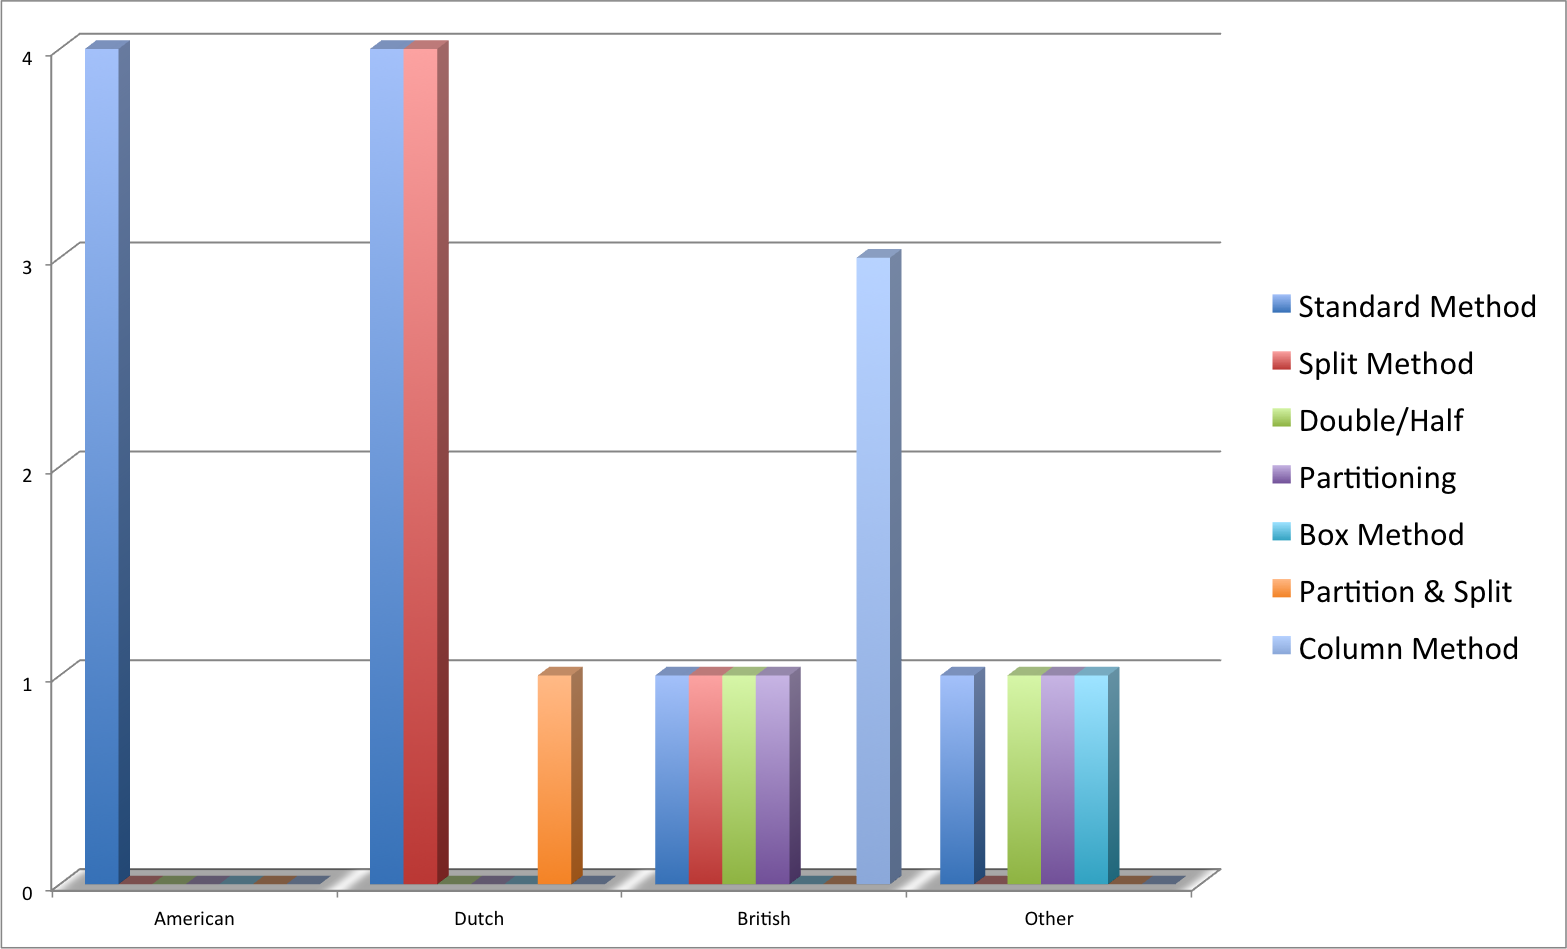 4
3
2
1
0
American
Dutch
British
Other
Standard Method
Split Method
Double/Half
Partitioning
Box Method
Partition & Split
Column Method